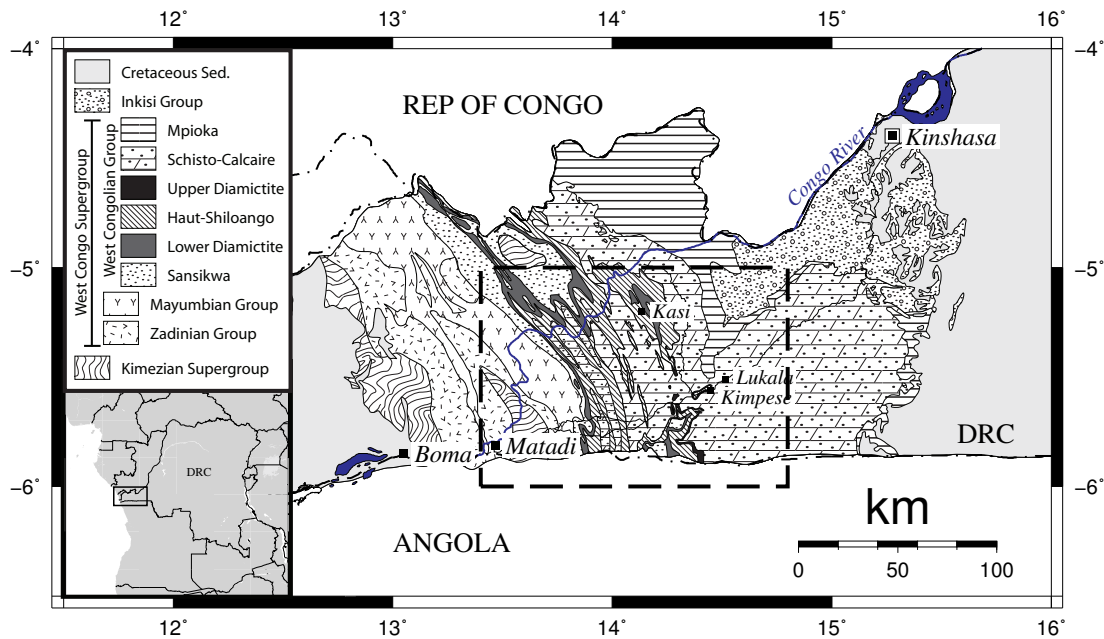 12° 13° 14° 15° 16°
−4° −4°
Cretaceous Sed.
Inkisi Group
West Congo Supergroup
West Congolian Group
Mpioka
Schisto-Calcaire
Upper Diamictite
Haut-Shiloango
Lower Diamictite
Sansikwa
Mayumbian Group
Zadinian Group
Kimezian Supergroup
DRC
REP OF CONGO
Congo River
Kinshasa
−5° −5°
Kasi
Lukala
Kimpese
Boma
Matadi
DRC
−6° −6°
ANGOLA
km
0 50 100
12° 13° 14° 15° 16°